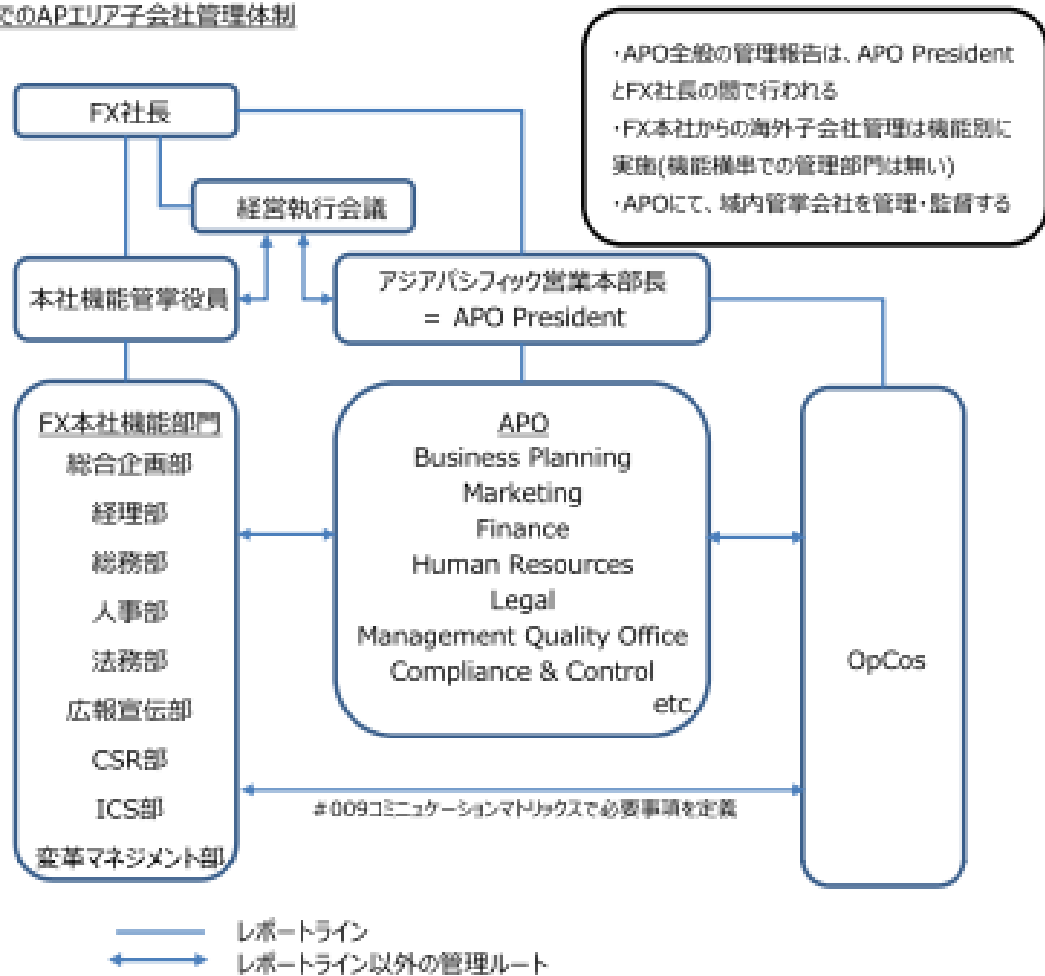 でのAPエリア子会社管理体制
・APO全般の管理報告は、APO President
とFX社長の間で行われる
・FX本社からの海外子会社管理は機能別に
実施(機能横串での管理部門は無い)
・APOにて、域内管掌会社を管理・監督する
FX社長
経営執行会議
本社機能管掌役員
アジアパシフィック営業本部長
= APO President
FX本社機能部門
総合企画部
経理部
総務部
人事部
法務部
広報宣伝部
CSR部
ICS部
変革マネジメント部
APO
Business Planning
Marketing
Finance
Human Resources
Legal
Management Quality Office
Compliance & Control
etc
OpCos
#009コミニュケーションマトリックスで必要事項を定義
レポートライン
レポートライン以外の管理ルート